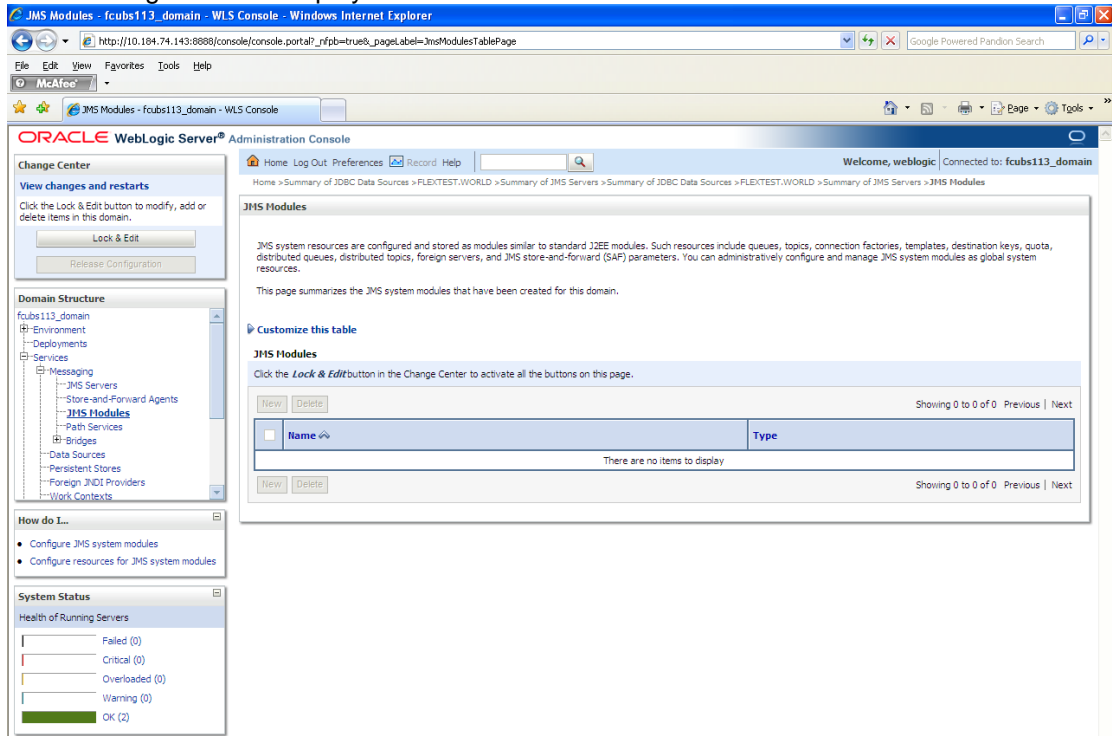 JMS Modules - fcubs113_domain - WLS Console - Windows Internet Explorer
http://10.184.74.143:8888/console/console.portal?_nfpb=true&_pageLabel=JmsModulesTablePage
Google Powered Pandion Search
File Edit View Favorites Tools Help
McAfee
JMS Modules - fcubs113_domain - WLS Console
Page Tools
ORACLE WebLogic Server® Administration Console
Change Center
View changes and restarts
Click the Lock & Edit button to modify, add or
delete items in this domain.
Lock & Edit
Release Configuration
Domain Structure
fcubs113_domain
Environment
Deployments
Services
Messaging
JMS Servers
Store-and-Forward Agents
JMS Modules
Path Services
Bridges
Data Sources
Persistent Stores
Foreign JNDI Providers
Work Contexts
How do I...
Configure JMS system modules
Configure resources for JMS system modules
System Status
Health of Running Servers
Failed (0)
Critical (0)
Overloaded (0)
Warning (0)
OK (2)
Home Log Out Preferences Record Help
Welcome, weblogic Connected to: fcubs113_domain
Home >Summary of JDBC Data Sources >FLEXTEST.WORLD >Summary of JMS Servers >Summary of JDBC Data Sources >FLEXTEST.WORLD >Summary of JMS Servers >JMS Modules
JMS Modules
JMS system resources are configured and stored as modules similar to standard J2EE modules. Such resources include queues, topics, connection factories, templates, destination keys, quota,
distributed queues, distributed topics, foreign servers, and JMS store-and-forward (SAF) parameters. You can administratively configure and manage JMS system modules as global system
resources.
This page summarizes the JMS system modules that have been created for this domain.
Customize this table
JMS Modules
Click the Lock & Edit button in the Change Center to activate all the buttons on this page.
New Delete
Showing 0 to 0 of 0 Previous | Next
Name Type
There are no items to display
New Delete
Showing 0 to 0 of 0 Previous | Next